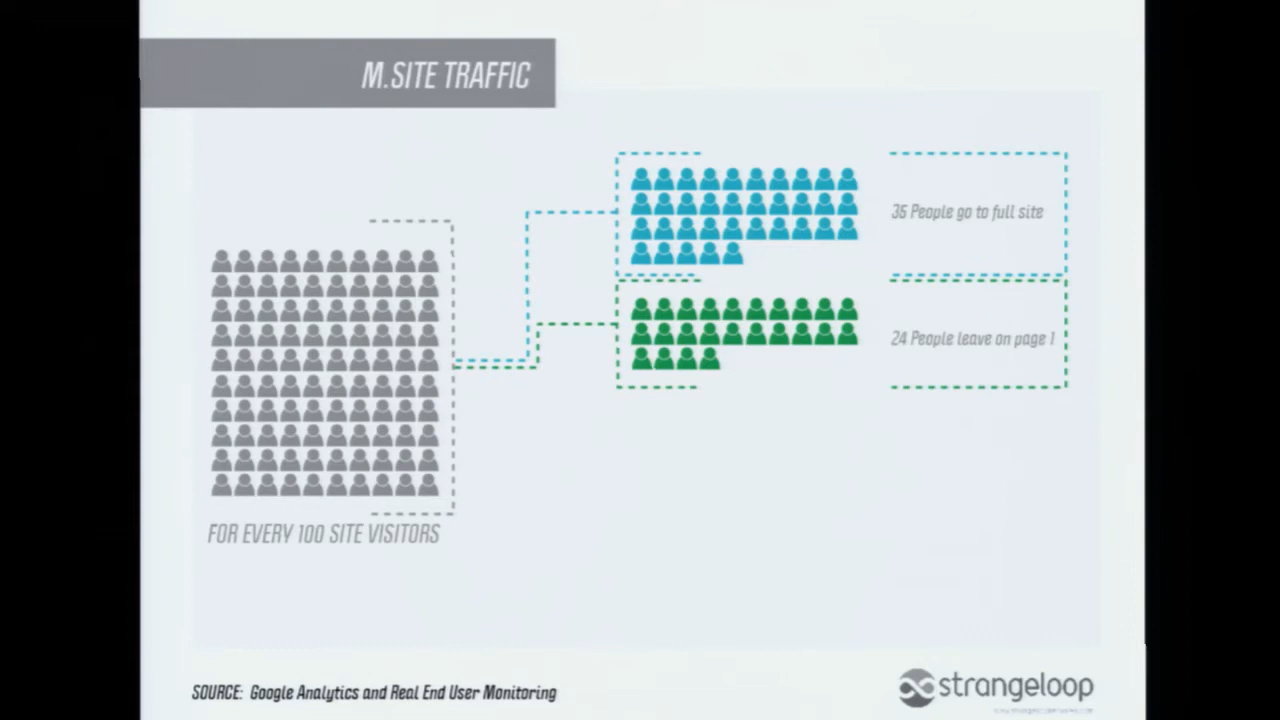 M.SITE TRAFFIC
35 People go to full site
24 People leave on page 1
FOR EVERY 100 SITE VISITORS
SOURCE: Google Analytics and Real End User Monitoring
strangeloop